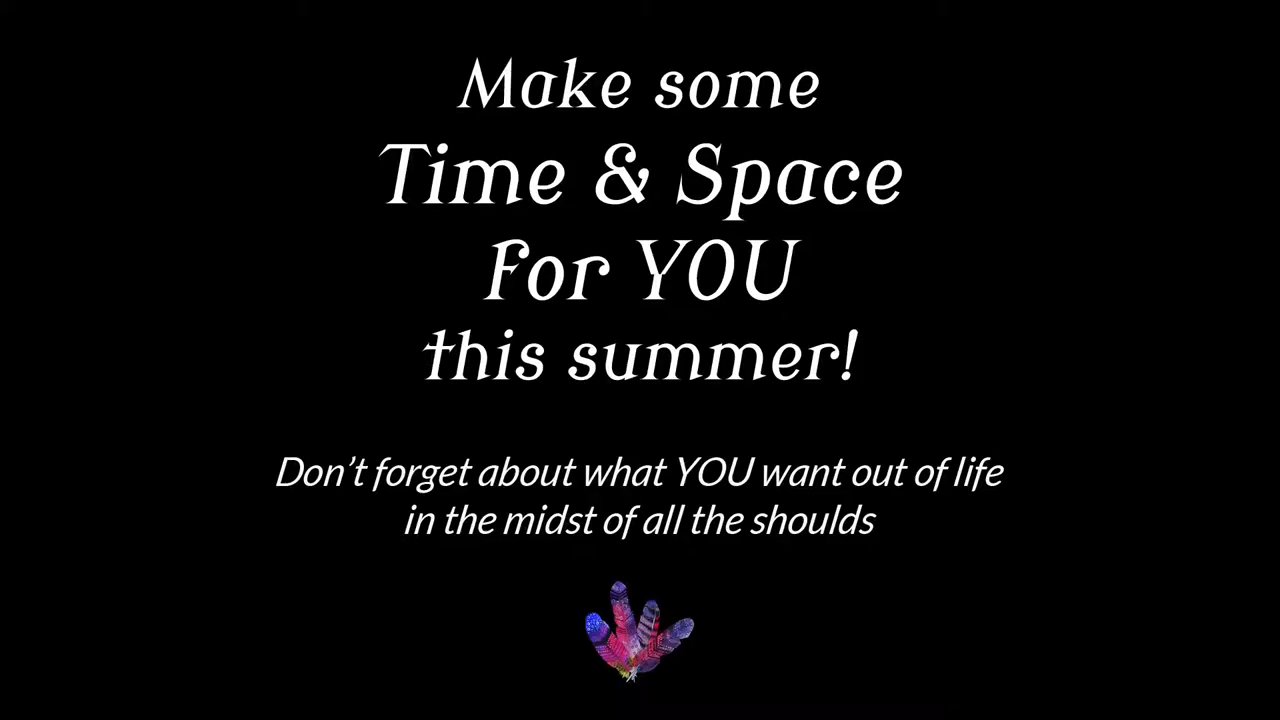 Make some
Time & Space
for YOU
this summer!
Don’t forget about what YOU want out of life
in the midst of all the shoulds